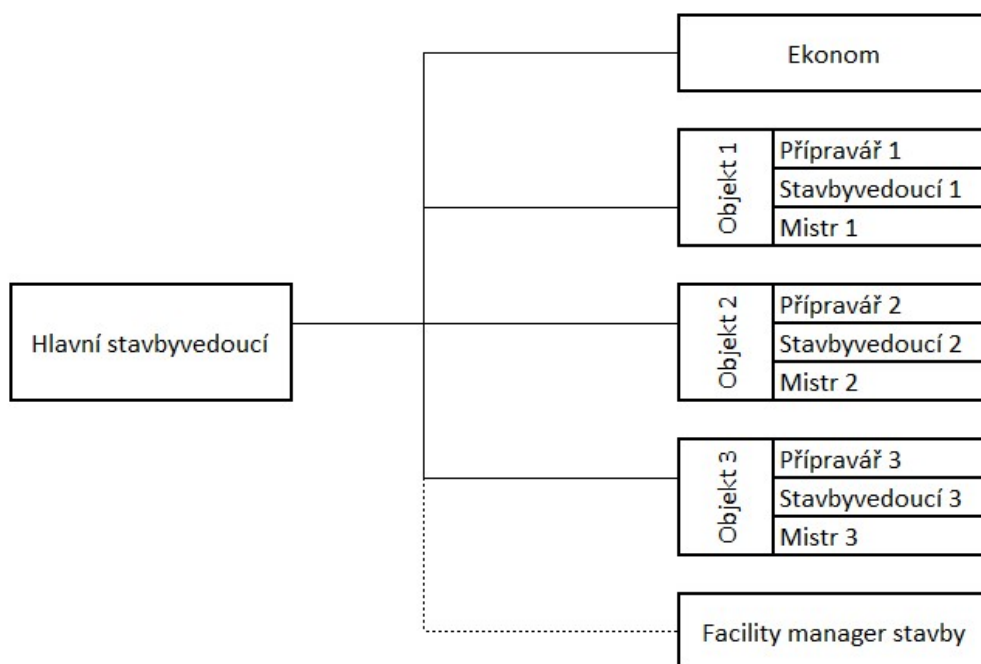 Ekonom
Objekt 1
Přípravář 1
Stavbyvedoucí 1
Mistr 1
Hlavní stavbyvedoucí
Objekt 2
Přípravář 2
Stavbyvedoucí 2
Mistr 2
Objekt 3
Přípravář 3
Stavbyvedoucí 3
Mistr 3
Facility manager stavby